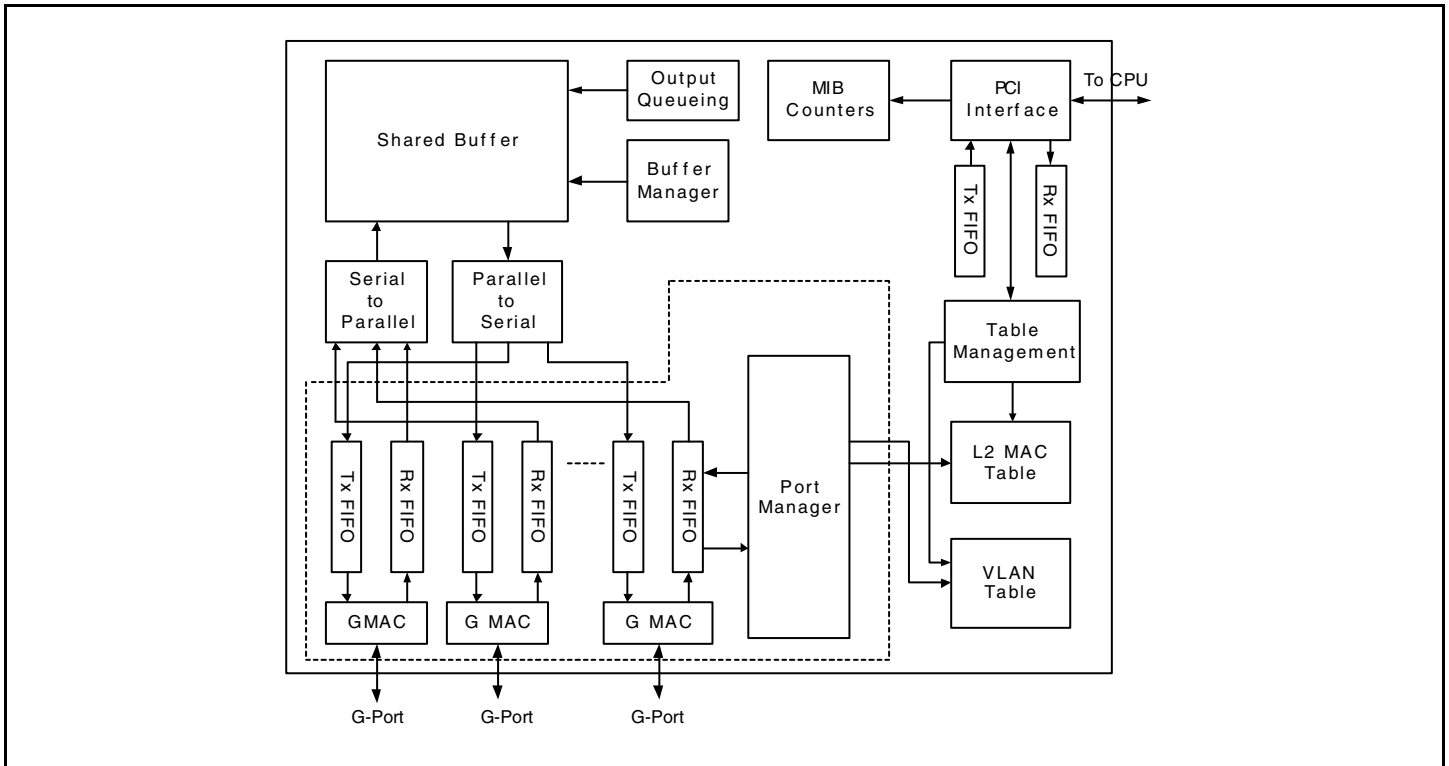 Output
Queueing
MIB
Counters
PCI
Interface
To CPU
Shared Buffer
Buffer
Manager
Tx FIFO
Rx FIFO
Serial
to
Parallel
Parallel
to
Serial
Table
Management
Tx FIFO
Rx FIFO
Tx FIFO
Rx FIFO
Tx FIFO
Rx FIFO
Port
Manager
L2 MAC
Table
VLAN
Table
GMAC
G MAC
G MAC
G-Port
G-Port
G-Port